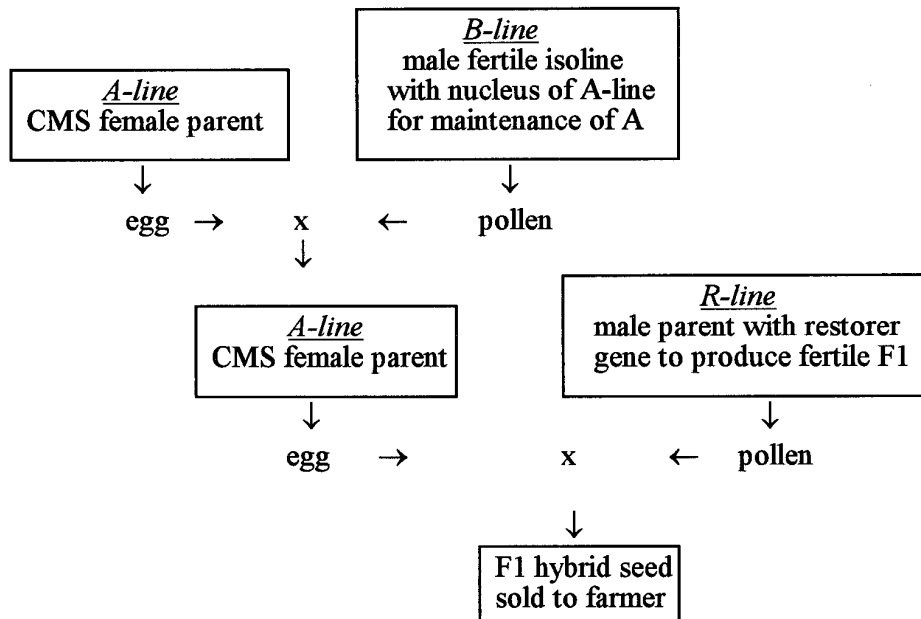 A-line
CMS female parent
B-line
male fertile isoline
with nucleus of A-line
for maintenance of A
egg → x ← pollen
A-line
CMS female parent
R-line
male parent with restorer
gene to produce fertile F1
egg → x ← pollen
F1 hybrid seed
sold to farmer